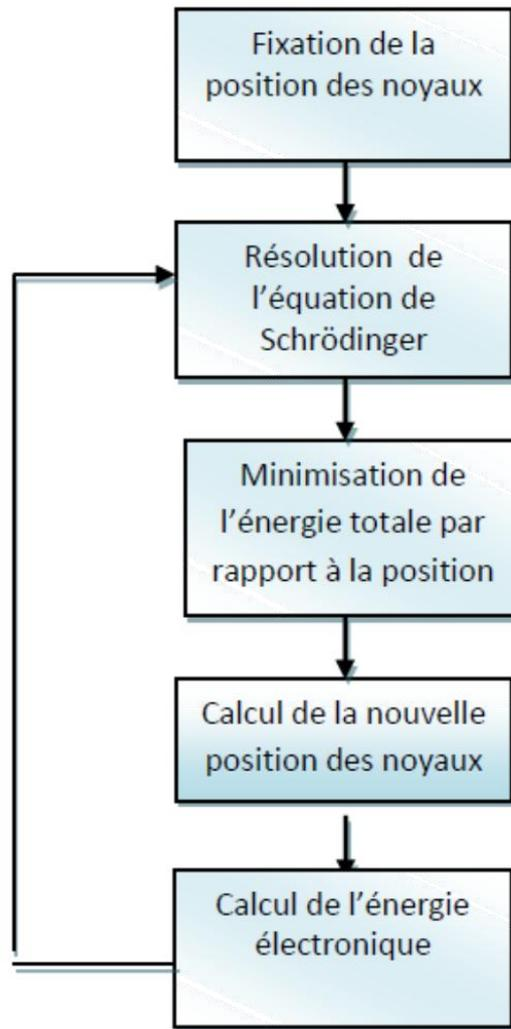 Fixation de la
position des noyaux
Résolution de
l'équation de
Schrödinger
Minimisation de
l'énergie totale par
rapport à la position
Calcul de la nouvelle
position des noyaux
Calcul de l'énergie
électronique